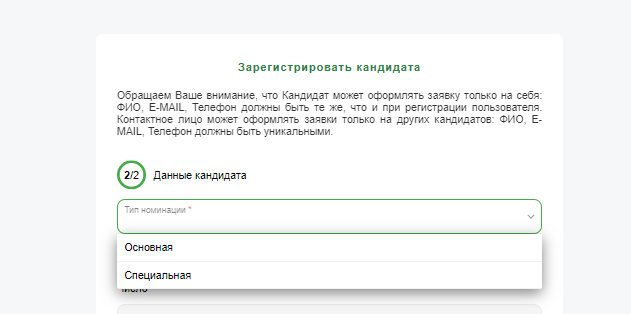 Зарегистрировать кандидата
Обращаем Ваше внимание, что Кандидат может оформлять заявку только на себя:
ФИО, E-MAIL, Телефон должны быть те же, что и при регистрации пользователя.
Контактное лицо может оформлять заявки только на других кандидатов: ФИО, E-
MAIL, Телефон должны быть уникальными.
2/2 Данные кандидата
Тип номинации *
Основная
Специальная